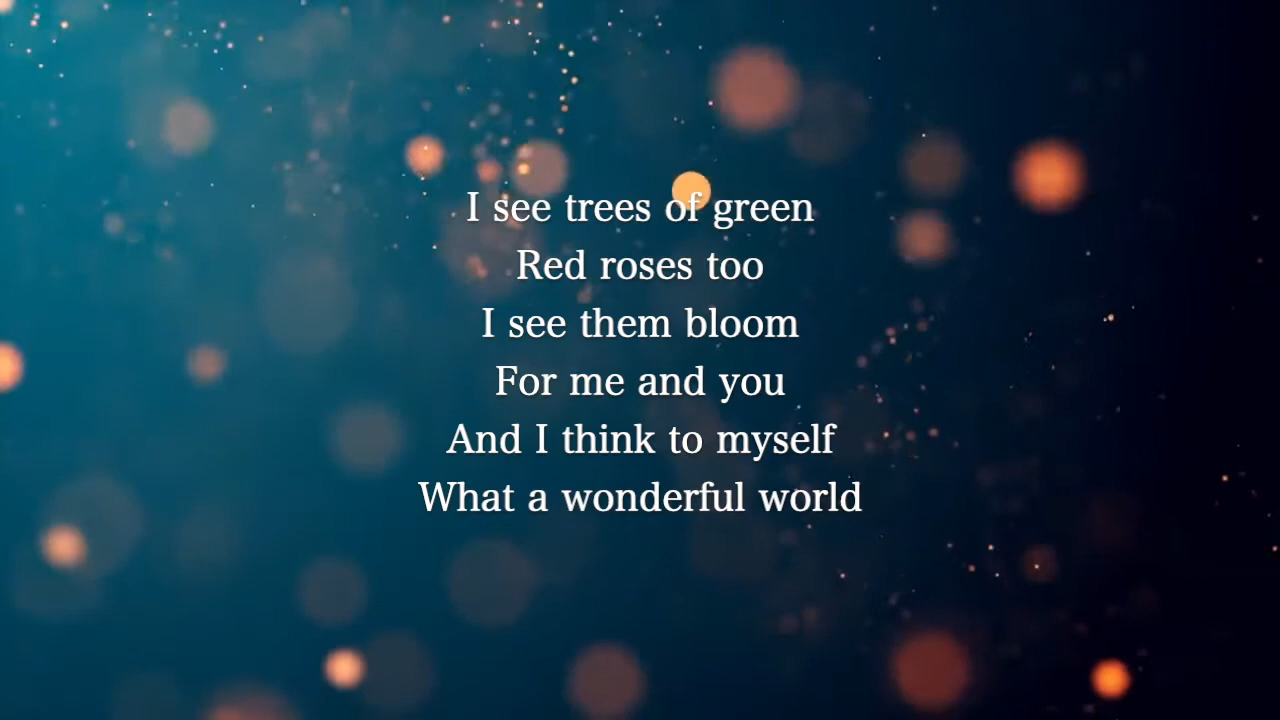 I see trees of green
Red roses too
I see them bloom
For me and you
And I think to myself
What a wonderful world